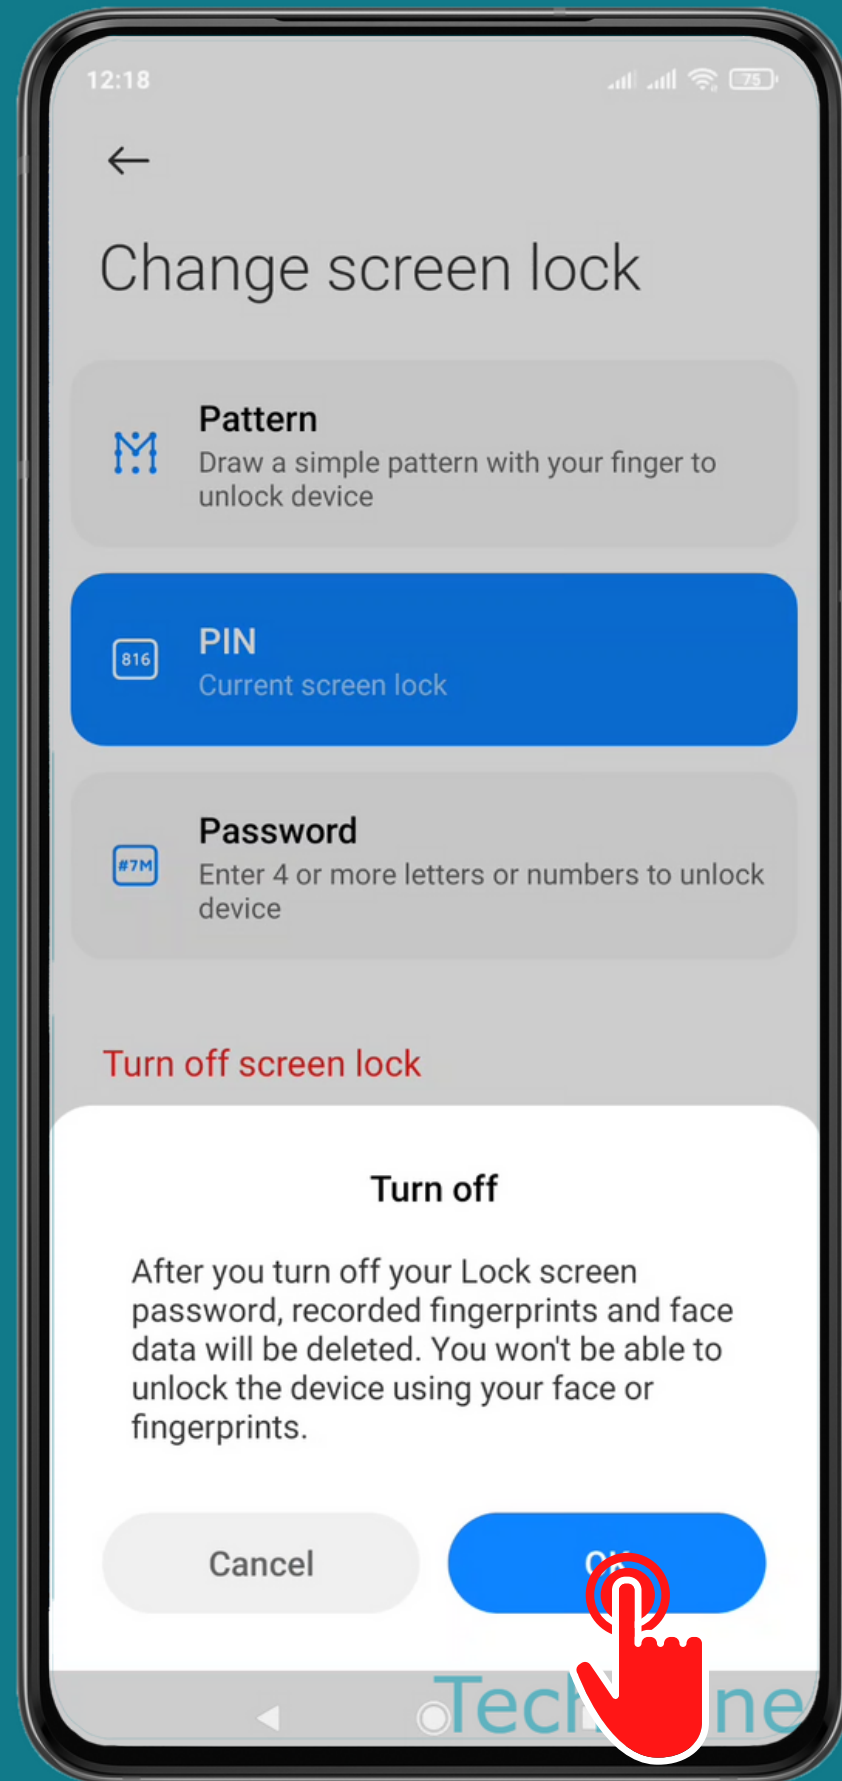 12:18
75
Change screen lock
Pattern
Draw a simple pattern with your finger to
unlock device
816
PIN
Current screen lock
#7M
Password
Enter 4 or more letters or numbers to unlock
device
Turn off screen lock
Turn off
After you turn off your Lock screen
password, recorded fingerprints and face
data will be deleted. You won't be able to
unlock the device using your face or
fingerprints.
Cancel
OK